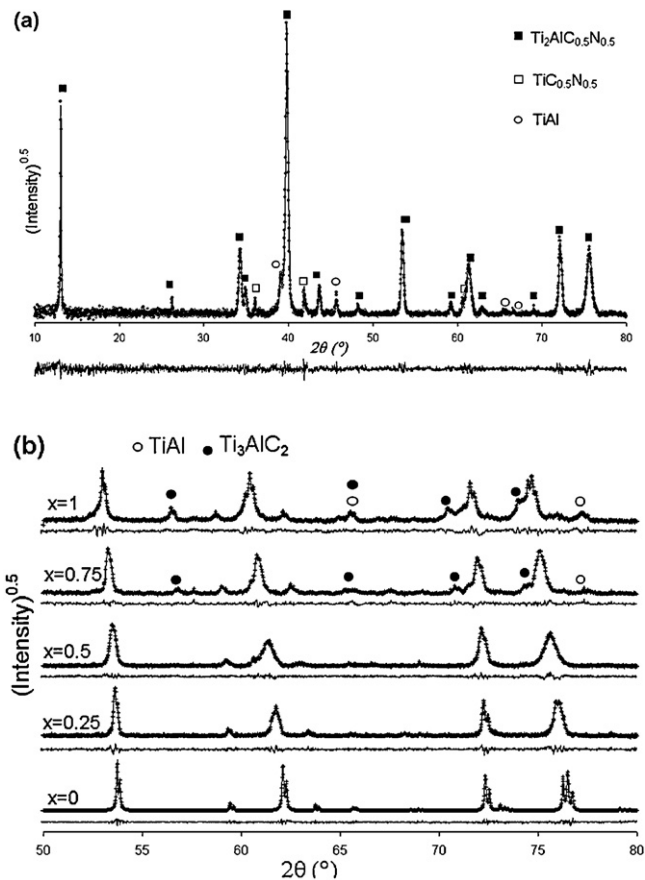 (a)
■ Ti₂AlC₀.₅N₀.₅
□ TiC₀.₅N₀.₅
○ TiAl
(Intensity)⁰·⁵
10 20 30 40 50 60 70 80
2θ (°)
(b)
○ TiAl ● Ti₃AlC₂
x=1
x=0.75
x=0.5
x=0.25
x=0
(Intensity)⁰·⁵
50 55 60 65 70 75 80
2θ (°)